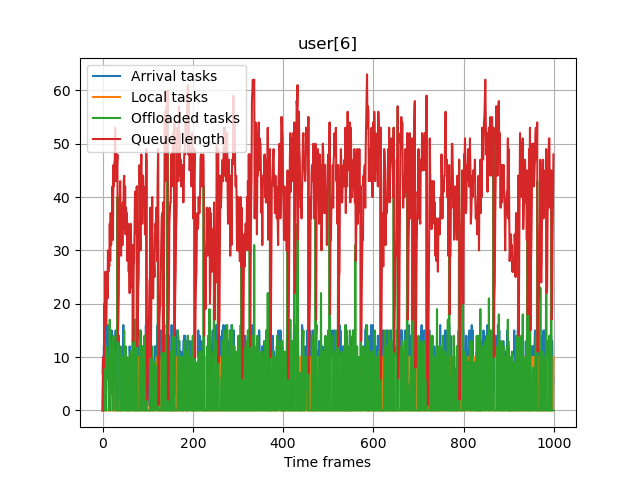 user[6]
Arrival tasks
Local tasks
Offloaded tasks
Queue length
60
50
40
30
20
10
0
0 200 400 600 800 1000
Time frames